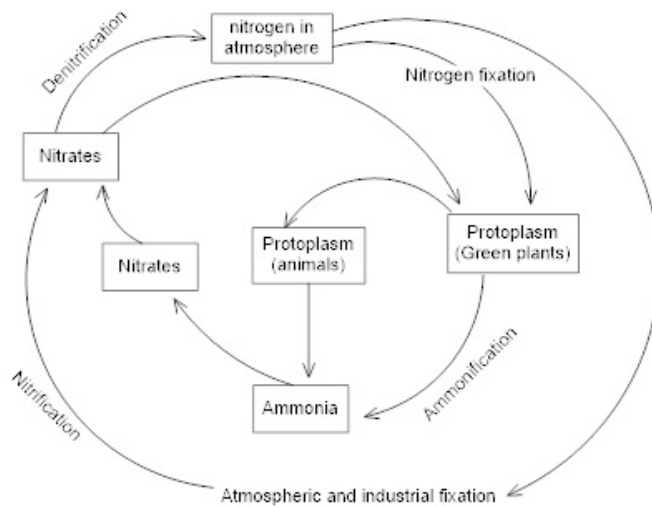 nitrogen in
atmosphere
Denitrification
Nitrogen fixation
Nitrates
Protoplasm
(Green plants)
Protoplasm
(animals)
Nitrates
Ammonia
Ammonification
Nitrification
Atmospheric and industrial fixation